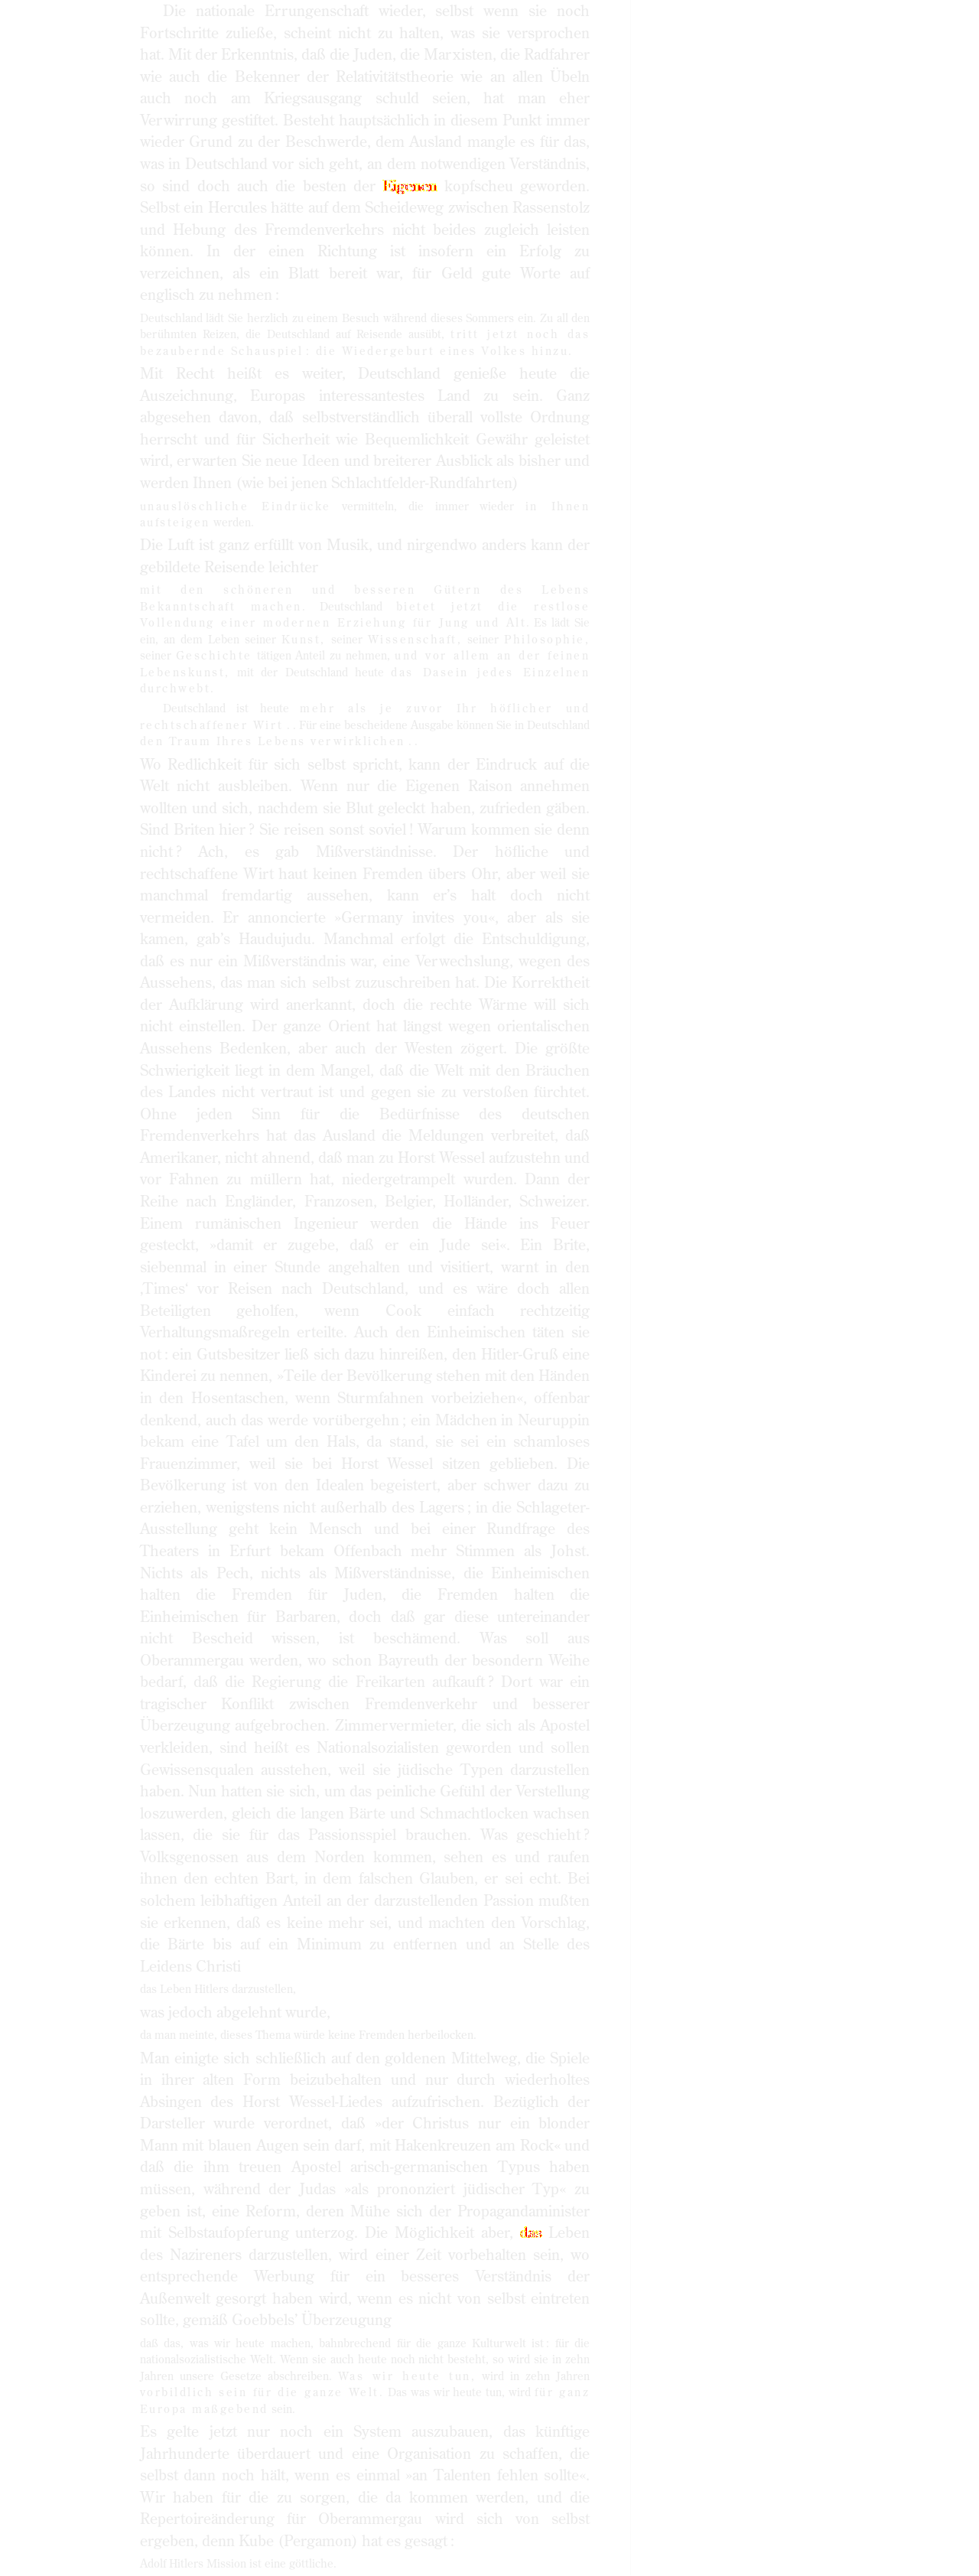 Die nationale Errungenschaft wieder, selbst wenn sie noch
Fortschritte zuließe, scheint nicht zu halten, was sie versprochen
hat. Mit der Erkenntnis, daß die Juden, die Marxisten, die Radfahrer
wie auch die Bekenner der Relativitätstheorie wie an allen Übeln
auch noch am Kriegsausgang schuld seien, hat man eher
Verwirrung gestiftet. Besteht hauptsächlich in diesem Punkt immer
wieder Grund zu der Beschwerde, dem Ausland mangle es für das,
was in Deutschland vor sich geht, an dem notwendigen Verständnis,
so sind doch auch die besten der Eigenen kopfscheu geworden.
Selbst ein Hercules hätte auf dem Scheideweg zwischen Rassenstolz
und Hebung des Fremdenverkehrs nicht beides zugleich leisten
können. In der einen Richtung ist insofern ein Erfolg zu
verzeichnen, als ein Blatt bereit war, für Geld gute Worte auf
englisch zu nehmen :
Deutschland lädt Sie herzlich zu einem Besuch während dieses Sommers ein. Zu all den
berühmten Reizen, die Deutschland auf Reisende ausübt, tritt jetzt noch das
bezaubernde Schauspiel : die Wiedergeburt eines Volkes hinzu.
Mit Recht heißt es weiter, Deutschland genieße heute die
Auszeichnung, Europas interessantestes Land zu sein. Ganz
abgesehen davon, daß selbstverständlich überall vollste Ordnung
herrscht und für Sicherheit wie Bequemlichkeit Gewähr geleistet
wird, erwarten Sie neue Ideen und breiterer Ausblick als bisher und
werden Ihnen (wie bei jenen Schlachtfelder-Rundfahrten)
unauslöschliche Eindrücke vermitteln, die immer wieder in Ihnen
aufsteigen werden.
Die Luft ist ganz erfüllt von Musik, und nirgendwo anders kann der
gebildete Reisende leichter
mit den schöneren und besseren Gütern des Lebens
Bekanntschaft machen. Deutschland bietet jetzt die restlose
Vollendung einer modernen Erziehung für Jung und Alt. Es lädt Sie
ein, an dem Leben seiner Kunst, seiner Wissenschaft, seiner Philosophie,
seiner Geschichte tätigen Anteil zu nehmen, und vor allem an der feinen
Lebenskunst, mit der Deutschland heute das Dasein jedes Einzelnen
durchwebt.
Deutschland ist heute mehr als je zuvor Ihr höflicher und
rechtschaffener Wirt . . Für eine bescheidene Ausgabe können Sie in Deutschland
den Traum Ihres Lebens verwirklichen . .
Wo Redlichkeit für sich selbst spricht, kann der Eindruck auf die
Welt nicht ausbleiben. Wenn nur die Eigenen Raison annehmen
wollten und sich, nachdem sie Blut geleckt haben, zufrieden gäben.
Sind Briten hier ? Sie reisen sonst soviel ! Warum kommen sie denn
nicht ? Ach, es gab Mißverständnisse. Der höfliche und
rechtschaffene Wirt haut keinen Fremden übers Ohr, aber weil sie
manchmal fremdartig aussehen, kann er's halt doch nicht
vermeiden. Er annoncierte »Germany invites you«, aber als sie
kamen, gab's Haudujudu. Manchmal erfolgt die Entschuldigung,
daß es nur ein Mißverständnis war, eine Verwechslung, wegen des
Aussehens, das man sich selbst zuzuschreiben hat. Die Korrektheit
der Aufklärung wird anerkannt, doch die rechte Wärme will sich
nicht einstellen. Der ganze Orient hat längst wegen orientalischen
Aussehens Bedenken, aber auch der Westen zögert. Die größte
Schwierigkeit liegt in dem Mangel, daß die Welt mit den Bräuchen
des Landes nicht vertraut ist und gegen sie zu verstoßen fürchtet.
Ohne jeden Sinn für die Bedürfnisse des deutschen
Fremdenverkehrs hat das Ausland die Meldungen verbreitet, daß
Amerikaner, nicht ahnend, daß man zu Horst Wessel aufzustehn und
vor Fahnen zu müllern hat, niedergetrampelt wurden. Dann der
Reihe nach Engländer, Franzosen, Belgier, Holländer, Schweizer.
Einem rumänischen Ingenieur werden die Hände ins Feuer
gesteckt, »damit er zugebe, daß er ein Jude sei«. Ein Brite,
siebenmal in einer Stunde angehalten und visitiert, warnt in den
‚Times‘ vor Reisen nach Deutschland, und es wäre doch allen
Beteiligten geholfen, wenn Cook einfach rechtzeitig
Verhaltungsmaßregeln erteilte. Auch den Einheimischen täten sie
not : ein Gutsbesitzer ließ sich dazu hinreißen, den Hitler-Gruß eine
Kinderei zu nennen, »Teile der Bevölkerung stehen mit den Händen
in den Hosentaschen, wenn Sturmfahnen vorbeiziehen«, offenbar
denkend, auch das werde vorübergehn ; ein Mädchen in Neuruppin
bekam eine Tafel um den Hals, da stand, sie sei ein schamloses
Frauenzimmer, weil sie bei Horst Wessel sitzen geblieben. Die
Bevölkerung ist von den Idealen begeistert, aber schwer dazu zu
erziehen, wenigstens nicht außerhalb des Lagers ; in die Schlageter-
Ausstellung geht kein Mensch und bei einer Rundfrage des
Theaters in Erfurt bekam Offenbach mehr Stimmen als Johst.
Nichts als Pech, nichts als Mißverständnisse, die Einheimischen
halten die Fremden für Juden, die Fremden halten die
Einheimischen für Barbaren, doch daß gar diese untereinander
nicht Bescheid wissen, ist beschämend. Was soll aus
Oberammergau werden, wo schon Bayreuth der besondern Weihe
bedarf, daß die Regierung die Freikarten aufkauft ? Dort war ein
tragischer Konflikt zwischen Fremdenverkehr und besserer
Überzeugung aufgebrochen. Zimmervermieter, die sich als Apostel
verkleiden, sind heißt es Nationalsozialisten geworden und sollen
Gewissensqualen ausstehen, weil sie jüdische Typen darzustellen
haben. Nun hatten sie sich, um das peinliche Gefühl der Verstellung
loszuwerden, gleich die langen Bärte und Schmachtlocken wachsen
lassen, die sie für das Passionsspiel brauchen. Was geschieht ?
Volksgenossen aus dem Norden kommen, sehen es und raufen
ihnen den echten Bart, in dem falschen Glauben, er sei echt. Bei
solchem leibhaftigen Anteil an der darzustellenden Passion mußten
sie erkennen, daß es keine mehr sei, und machten den Vorschlag,
die Bärte bis auf ein Minimum zu entfernen und an Stelle des
Leidens Christi
das Leben Hitlers darzustellen,
was jedoch abgelehnt wurde,
da man meinte, dieses Thema würde keine Fremden herbeilocken.
Man einigte sich schließlich auf den goldenen Mittelweg, die Spiele
in ihrer alten Form beizubehalten und nur durch wiederholtes
Absingen des Horst Wessel-Liedes aufzufrischen. Bezüglich der
Darsteller wurde verordnet, daß »der Christus nur ein blonder
Mann mit blauen Augen sein darf, mit Hakenkreuzen am Rock« und
daß die ihm treuen Apostel arisch-germanischen Typus haben
müssen, während der Judas »als prononziert jüdischer Typ« zu
geben ist, eine Reform, deren Mühe sich der Propagandaminister
mit Selbstaufopferung unterzog. Die Möglichkeit aber, das Leben
des Nazireners darzustellen, wird einer Zeit vorbehalten sein, wo
entsprechende Werbung für ein besseres Verständnis der
Außenwelt gesorgt haben wird, wenn es nicht von selbst eintreten
sollte, gemäß Goebbels' Überzeugung
daß das, was wir heute machen, bahnbrechend für die ganze Kulturwelt ist : für die
nationalsozialistische Welt. Wenn sie auch heute noch nicht besteht, so wird sie in zehn
Jahren unsere Gesetze abschreiben. Was wir heute tun, wird in zehn Jahren
vorbildlich sein für die ganze Welt. Das was wir heute tun, wird für ganz
Europa maßgebend sein.
Es gelte jetzt nur noch ein System auszubauen, das künftige
Jahrhunderte überdauert und eine Organisation zu schaffen, die
selbst dann noch hält, wenn es einmal »an Talenten fehlen sollte«.
Wir haben für die zu sorgen, die da kommen werden, und die
Repertoireänderung für Oberammergau wird sich von selbst
ergeben, denn Kube (Pergamon) hat es gesagt :
Adolf Hitlers Mission ist eine göttliche.